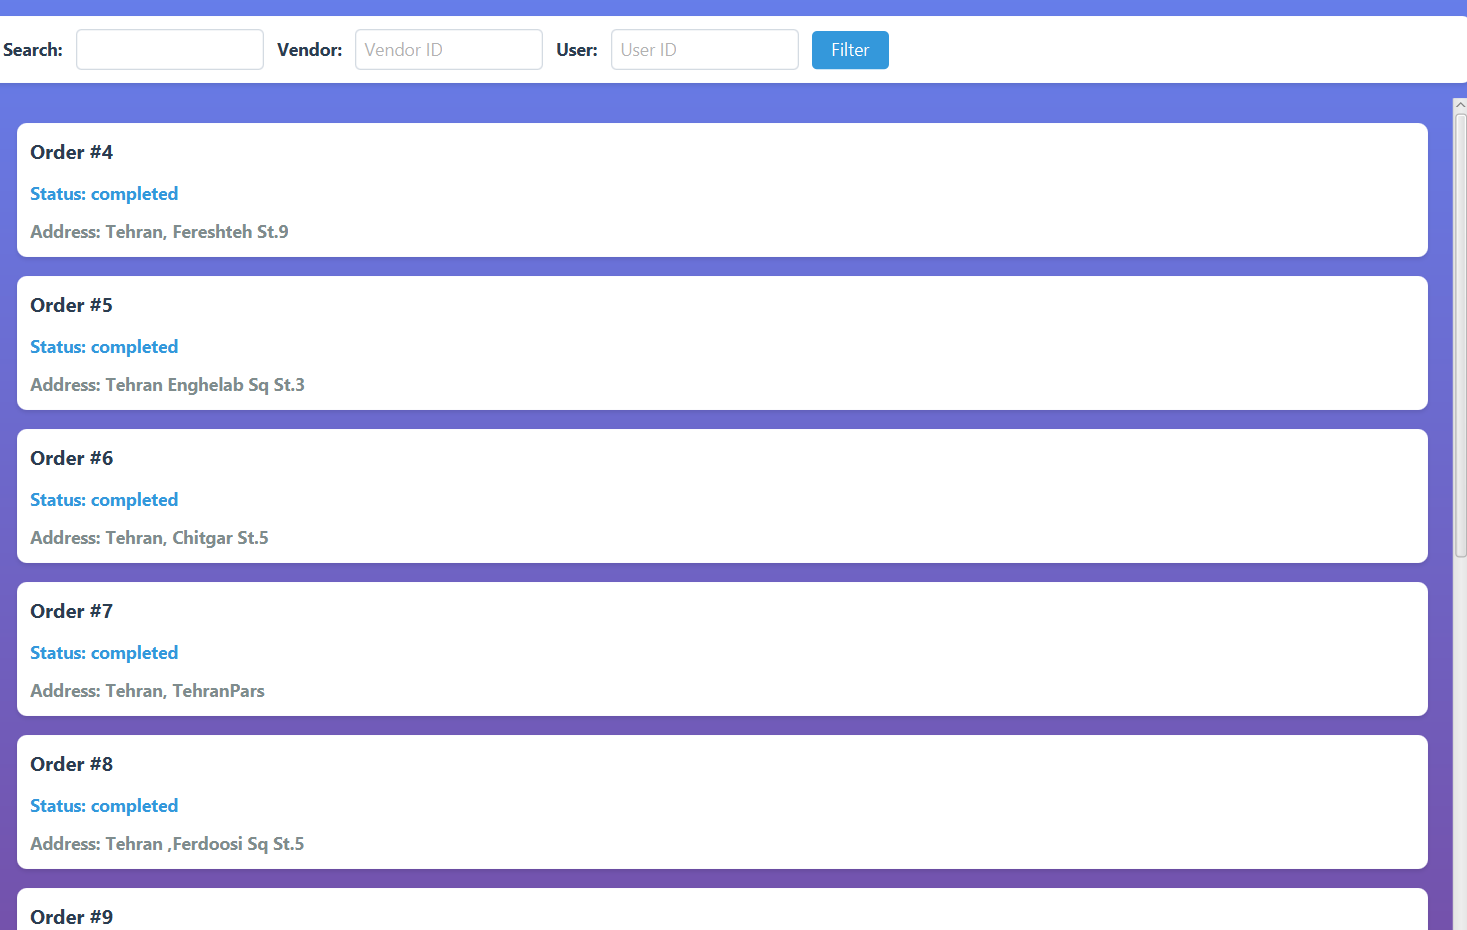 Search: Vendor: Vendor ID User: User ID Filter
Order #4
Status: completed
Address: Tehran, Fereshteh St.9
Order #5
Status: completed
Address: Tehran Enghelab Sq St.3
Order #6
Status: completed
Address: Tehran, Chitgar St.5
Order #7
Status: completed
Address: Tehran, TehranPars
Order #8
Status: completed
Address: Tehran ,Ferdoosi Sq St.5
Order #9